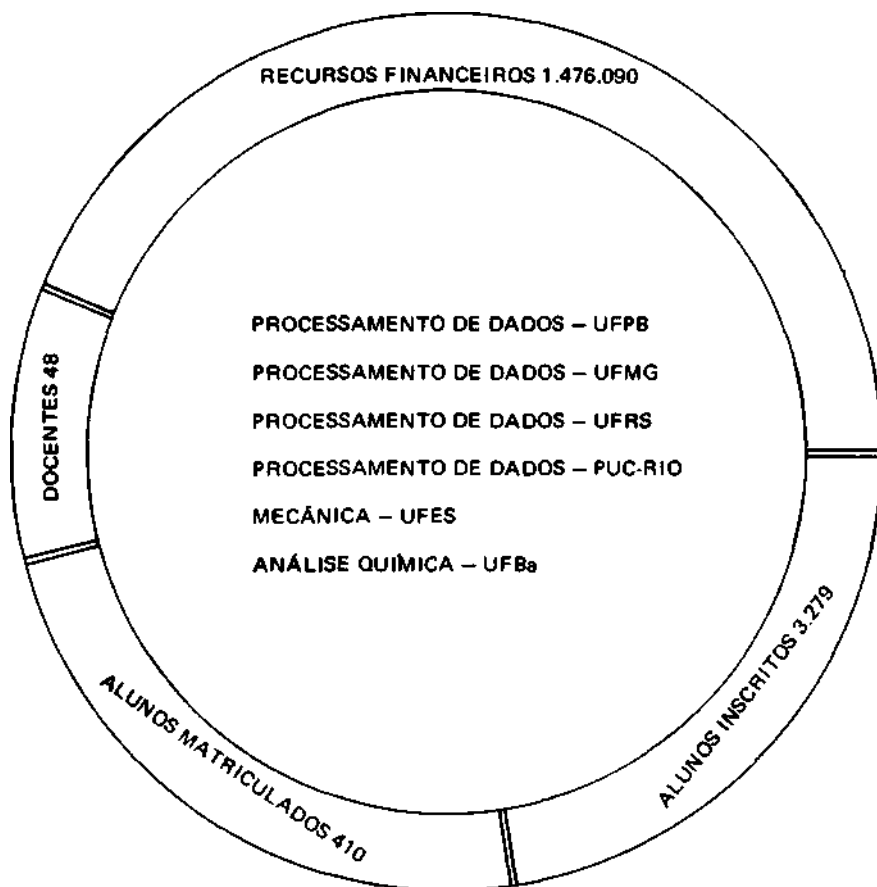 RECURSOS FINANCEIROS 1.476.090
PROCESSAMENTO DE DADOS – UFPB
PROCESSAMENTO DE DADOS – UFMG
PROCESSAMENTO DE DADOS – UFRS
PROCESSAMENTO DE DADOS – PUC-RIO
MECÂNICA – UFES
ANÁLISE QUÍMICA – UFBa
DOCENTES 48
ALUNOS MATRICULADOS 410
ALUNOS INSCRITOS 3.279